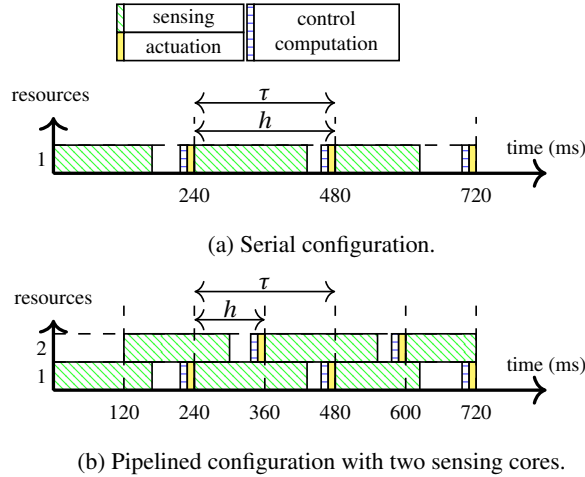 sensing
actuation
control
computation
resources
τ
h
1
time (ms)
240
480
720
(a) Serial configuration.
resources
τ
h
2
1
time (ms)
120
240
360
480
600
720
(b) Pipelined configuration with two sensing cores.